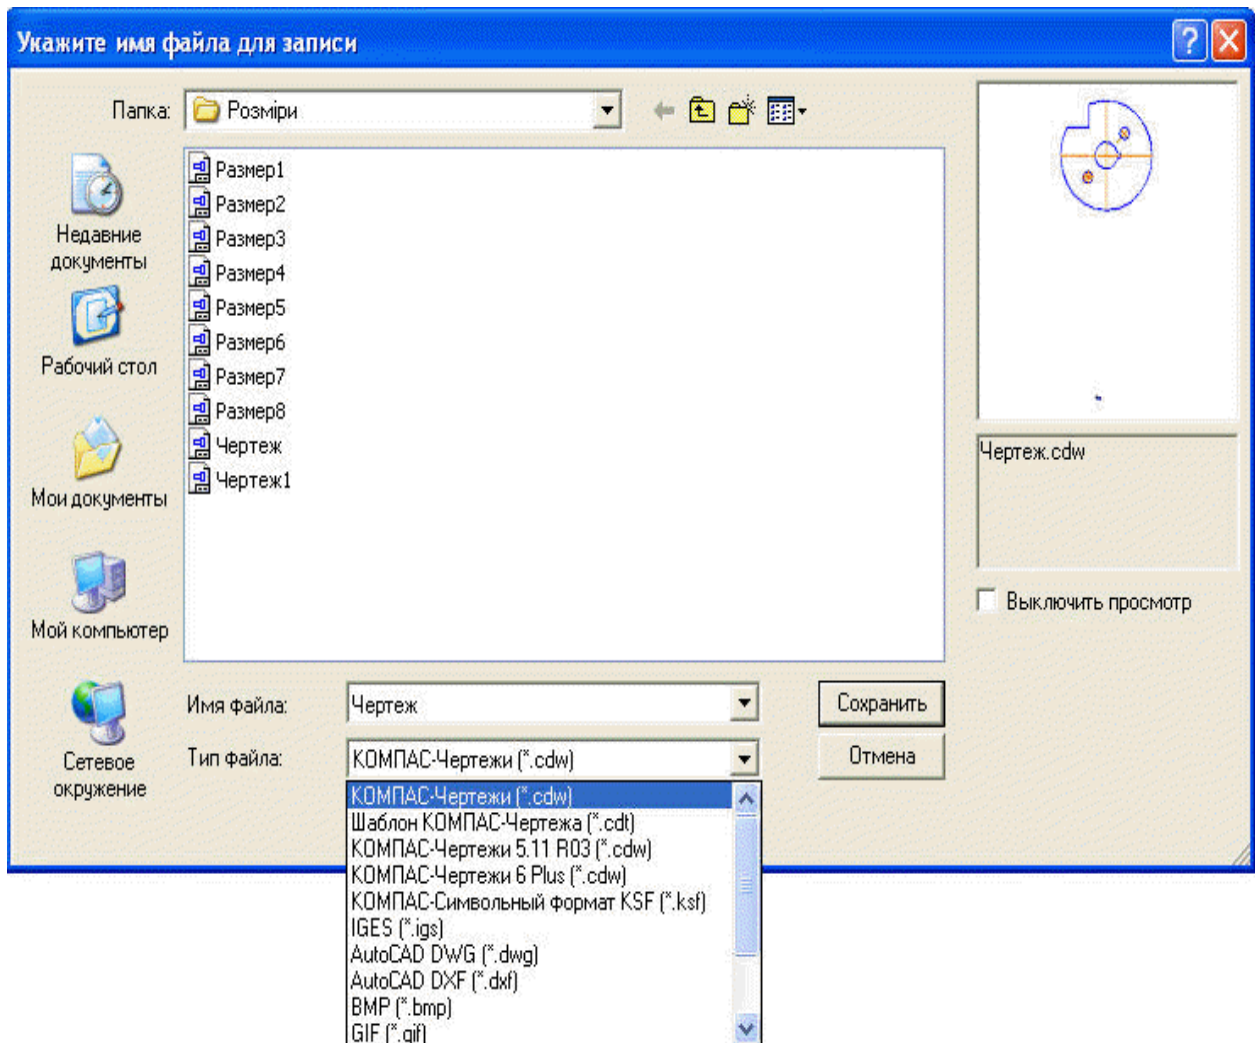 Укажите имя файла для записи
Папка:
Розміри
Размер1
Размер2
Размер3
Размер4
Размер5
Размер6
Размер7
Размер8
Чертеж
Чертеж1
Недавние
документы
Рабочий стол
Мои документы
Мой компьютер
Сетевое
окружение
Чертеж.cdw
Выключить просмотр
Имя файла:
Чертеж
Сохранить
Тип файла:
КОМПАС-Чертежи (*.cdw)
Отмена
КОМПАС-Чертежи (*.cdw)
Шаблон КОМПАС-Чертежа (*.cdt)
КОМПАС-Чертежи 5.11 R03 (*.cdw)
КОМПАС-Чертежи 6 Plus (*.cdw)
КОМПАС-Символьный формат KSF (*.ksf)
IGES (*.igs)
AutoCAD DWG (*.dwg)
AutoCAD DXF (*.dxf)
BMP (*.bmp)
GIF (*.gif)